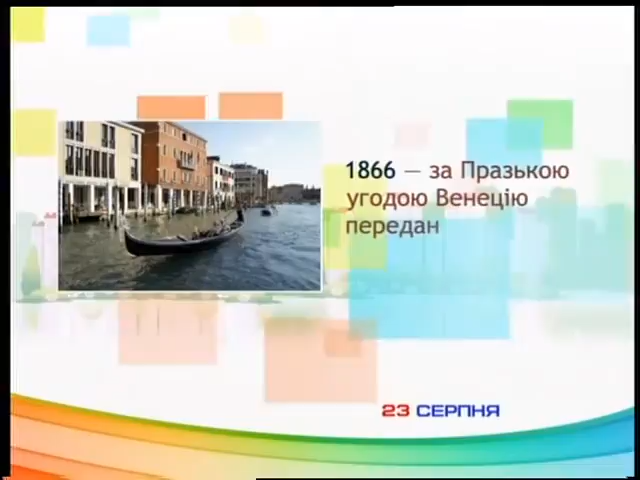 1866 — за Празькою
угодою Венецію
передан
23 СЕРПНЯ